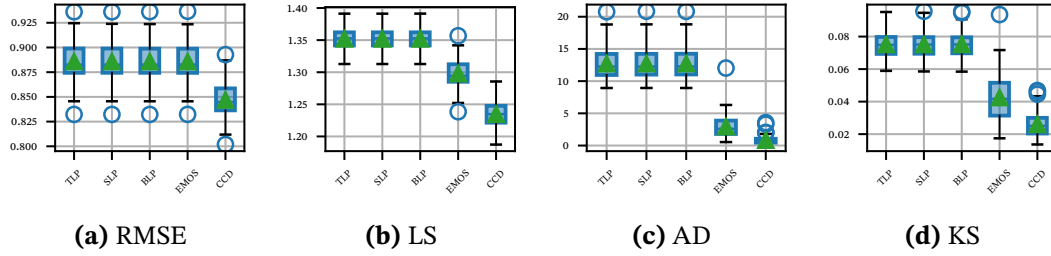 0.925
0.900
0.875
0.850
0.825
0.800
TLP
SLP
BLP
EMOS
CCD
(a) RMSE
1.40
1.35
1.30
1.25
1.20
TLP
SLP
BLP
EMOS
CCD
(b) LS
20
15
10
5
0
TLP
SLP
BLP
EMOS
CCD
(c) AD
0.08
0.06
0.04
0.02
TLP
SLP
BLP
EMOS
CCD
(d) KS